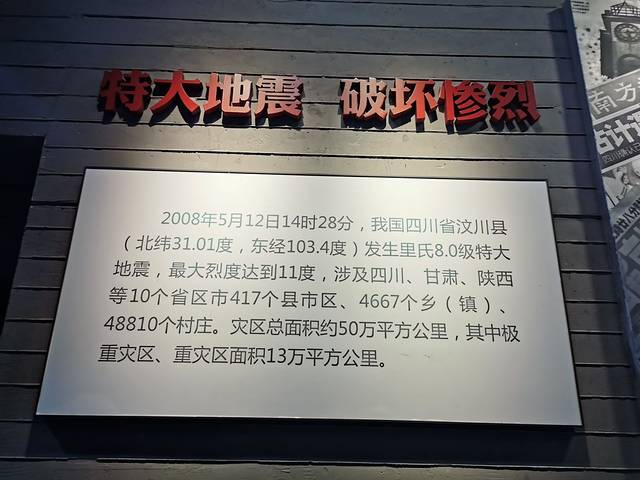 特大地震 破坏惨烈
2008年5月12日14时28分，我国四川省汶川县
（北纬31.01度，东经103.4度）发生里氏8.0级特大
地震，最大烈度达到11度，涉及四川、甘肃、陕西
等10个省区市417个县市区、4667个乡（镇）、
48810个村庄。灾区总面积约50万平方公里，其中极
重灾区、重灾区面积13万平方公里。
南方